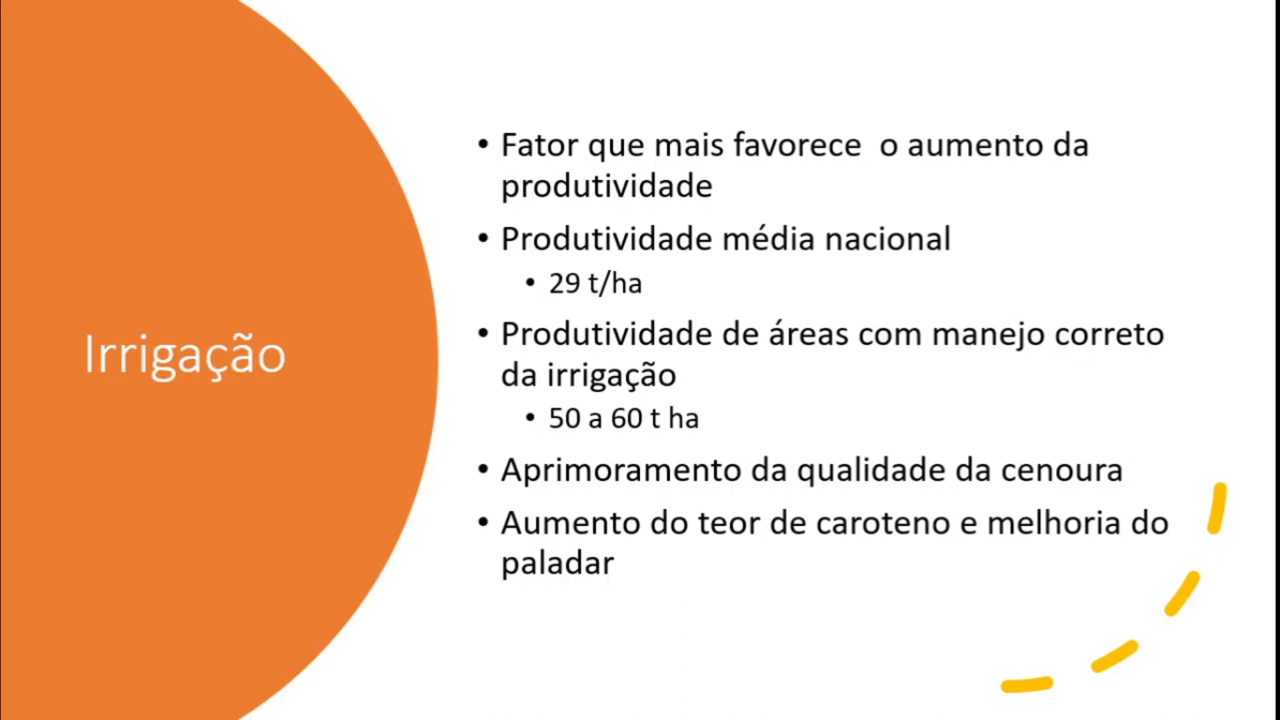 Irrigação
• Fator que mais favorece  o aumento da
produtividade
• Produtividade média nacional
• 29 t/ha
• Produtividade de áreas com manejo correto
da irrigação
• 50 a 60 t ha
• Aprimoramento da qualidade da cenoura
• Aumento do teor de caroteno e melhoria do
paladar